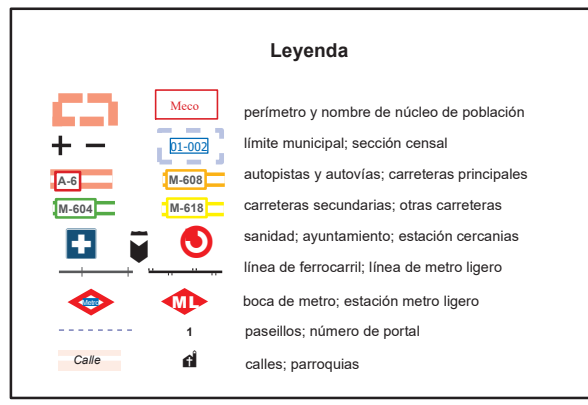 Leyenda
Meco perímetro y nombre de núcleo de población
01-002 límite municipal; sección censal
A-6 M-608 autopistas y autovías; carreteras principales
M-604 M-618 carreteras secundarias; otras carreteras
sanidad; ayuntamiento; estación cercanias
línea de ferrocarril; línea de metro ligero
Metro ML boca de metro; estación metro ligero
1 paseillos; número de portal
Calle calles; parroquias